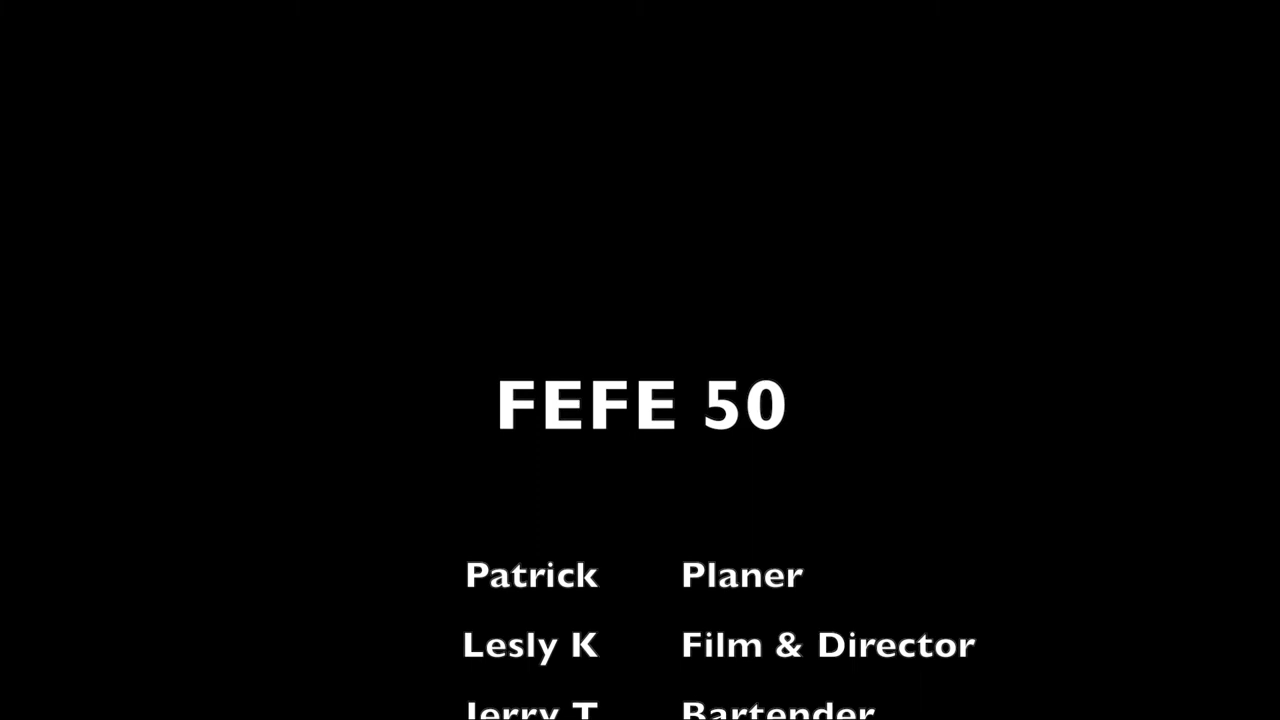 FEFE 50
Patrick Planer
Lesly K Film & Director
Jerry T Bartender